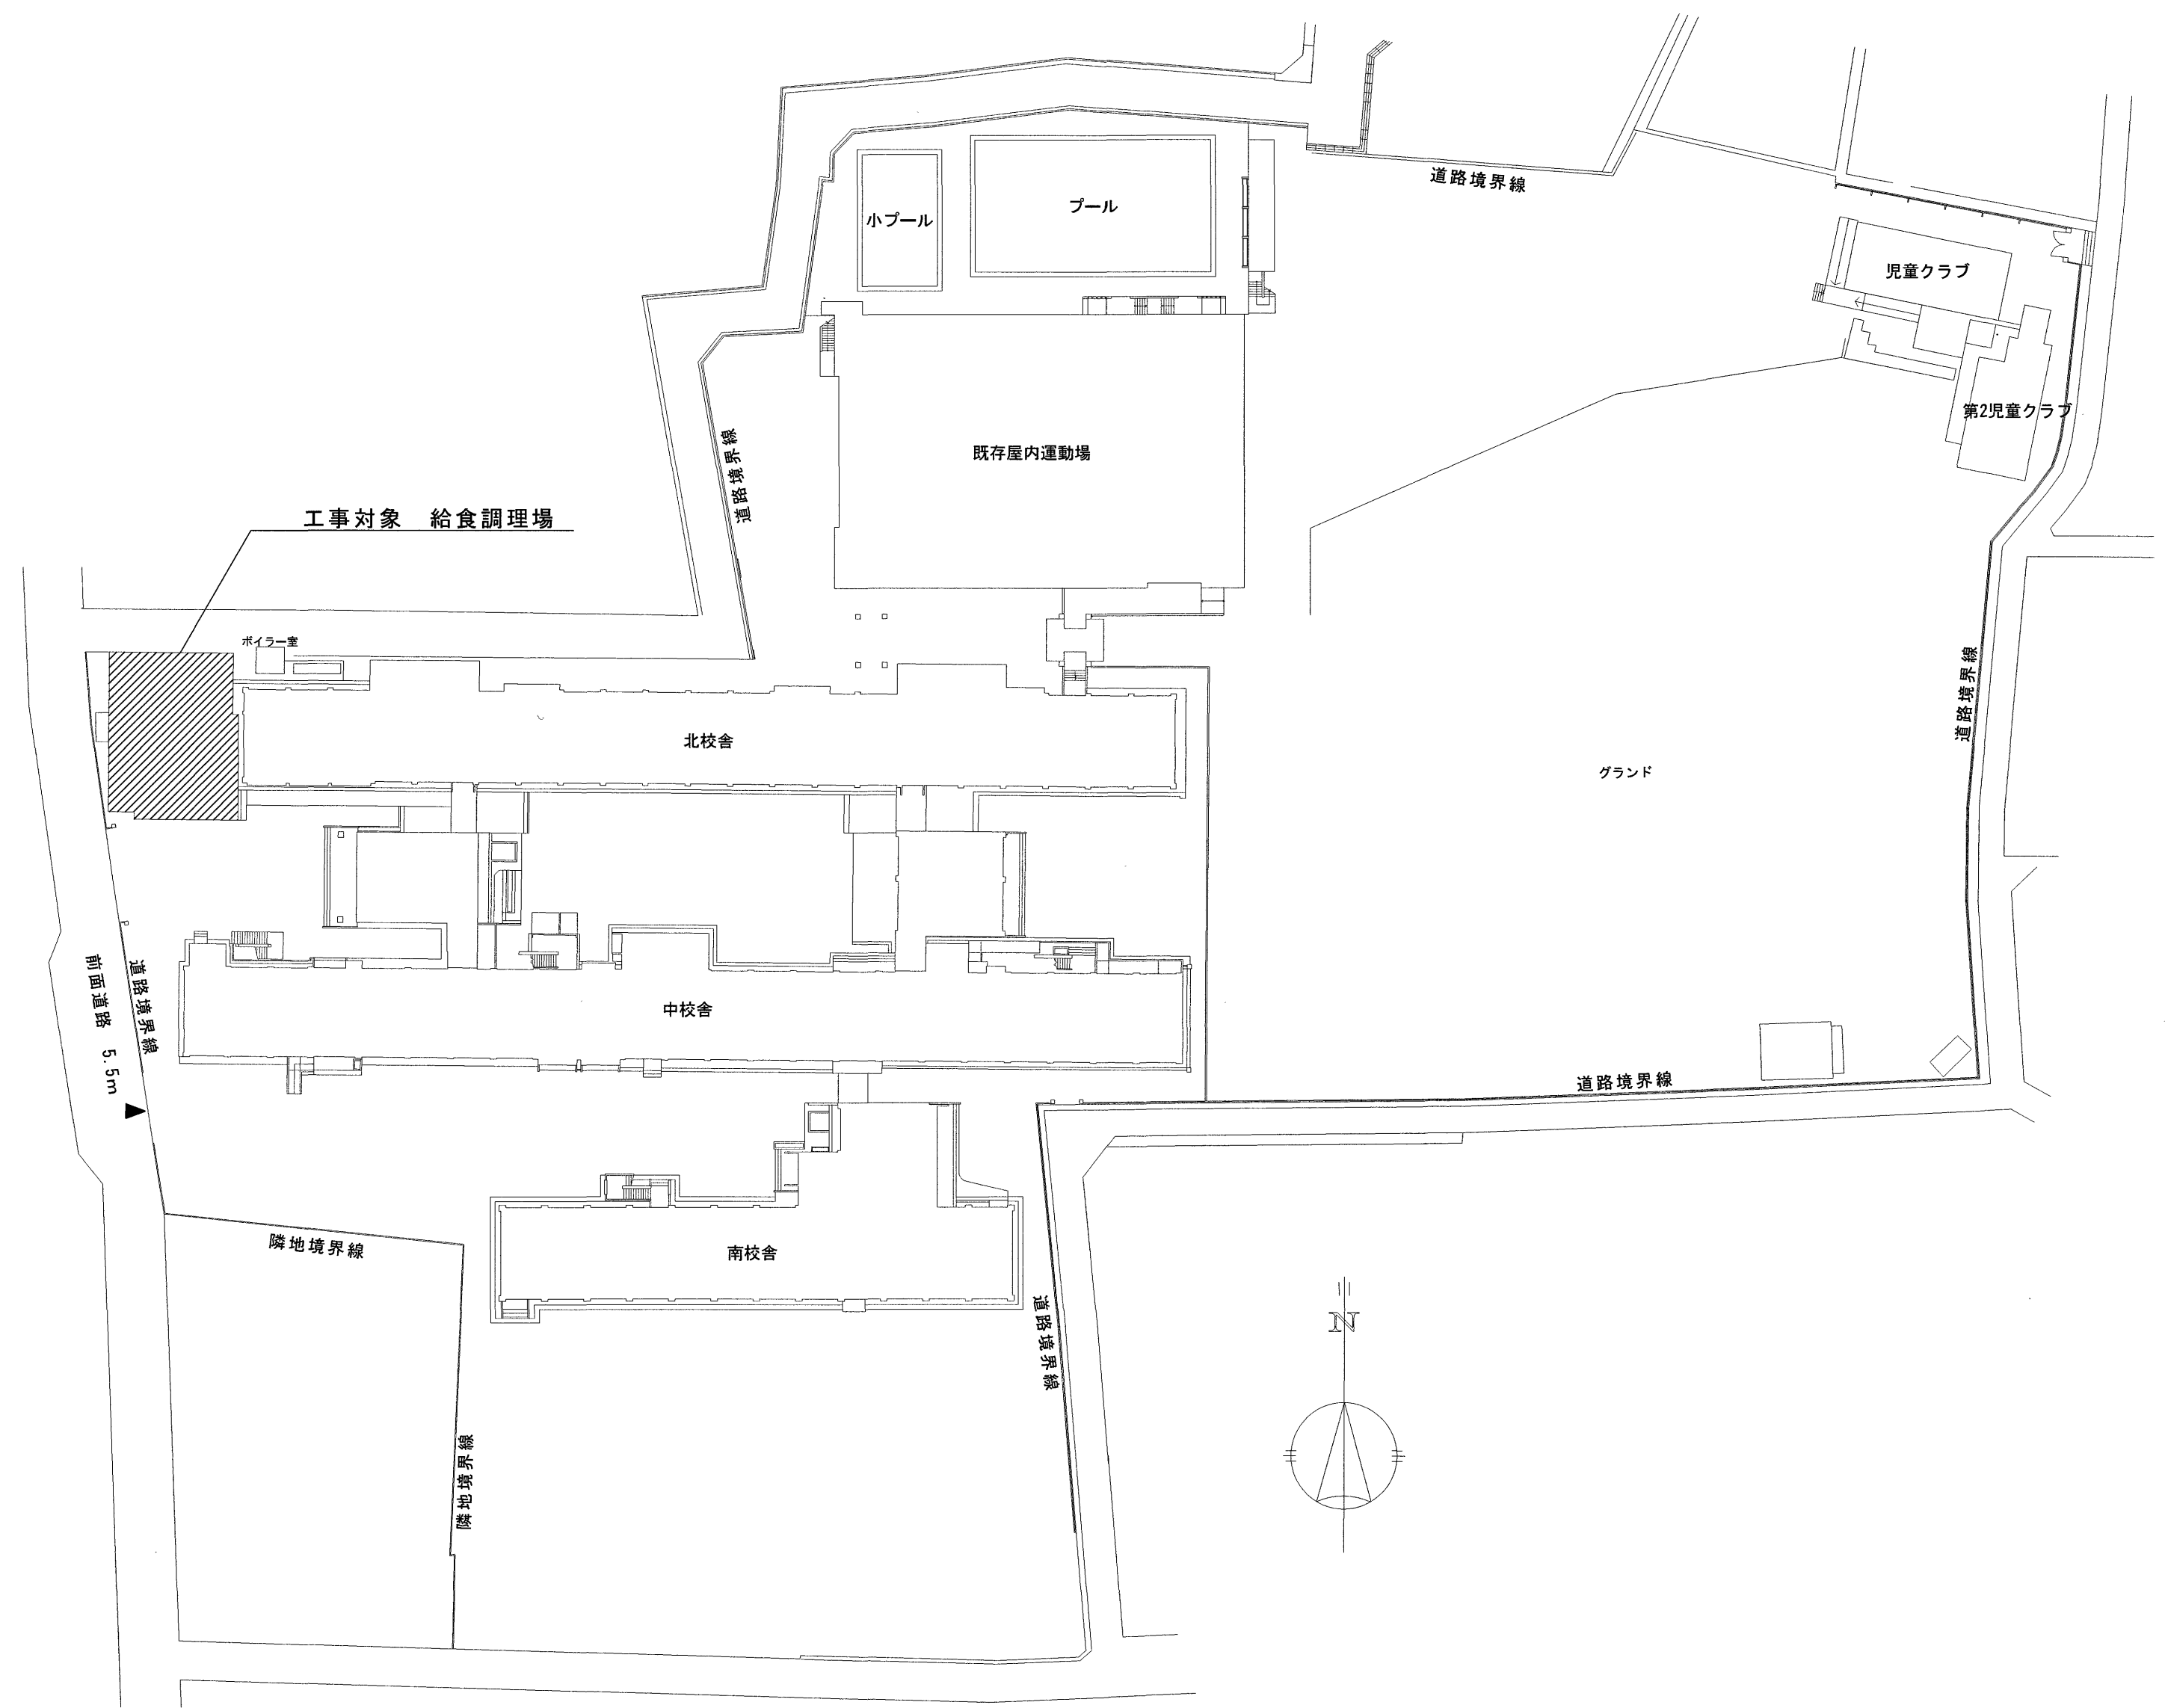 道路境界線
プール
小プール
児童クラブ
第2児童クラブ
既存屋内運動場
道路境界線
工事対象　給食調理場
ボイラー室
道路境界線
北校舎
グランド
道路境界線
前面道路　5.5m
中校舎
道路境界線
隣地境界線
南校舎
道路境界線
N
隣地境界線